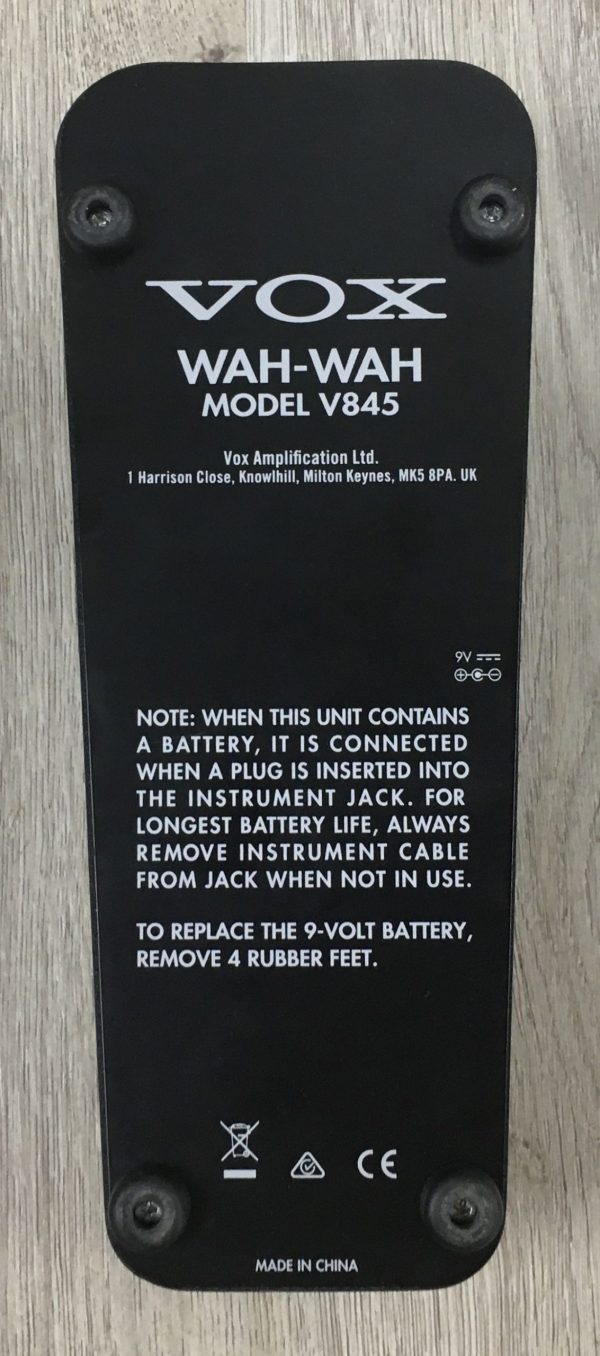 VOX
WAH-WAH
MODEL V845
Vox Amplification Ltd.
1 Harrison Close, Knowlhill, Milton Keynes, MK5 8PA. UK
9V
NOTE: WHEN THIS UNIT CONTAINS
A BATTERY, IT IS CONNECTED
WHEN A PLUG IS INSERTED INTO
THE INSTRUMENT JACK. FOR
LONGEST BATTERY LIFE, ALWAYS
REMOVE INSTRUMENT CABLE
FROM JACK WHEN NOT IN USE.
TO REPLACE THE 9-VOLT BATTERY,
REMOVE 4 RUBBER FEET.
CE
MADE IN CHINA